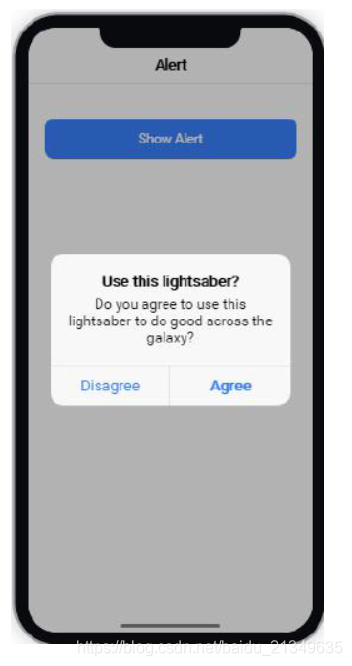 Alert
Show Alert
Use this lightsaber?
Do you agree to use this
lightsaber to do good across the
galaxy?
Disagree
Agree
https://blog.csdn.net/baidu_21349635